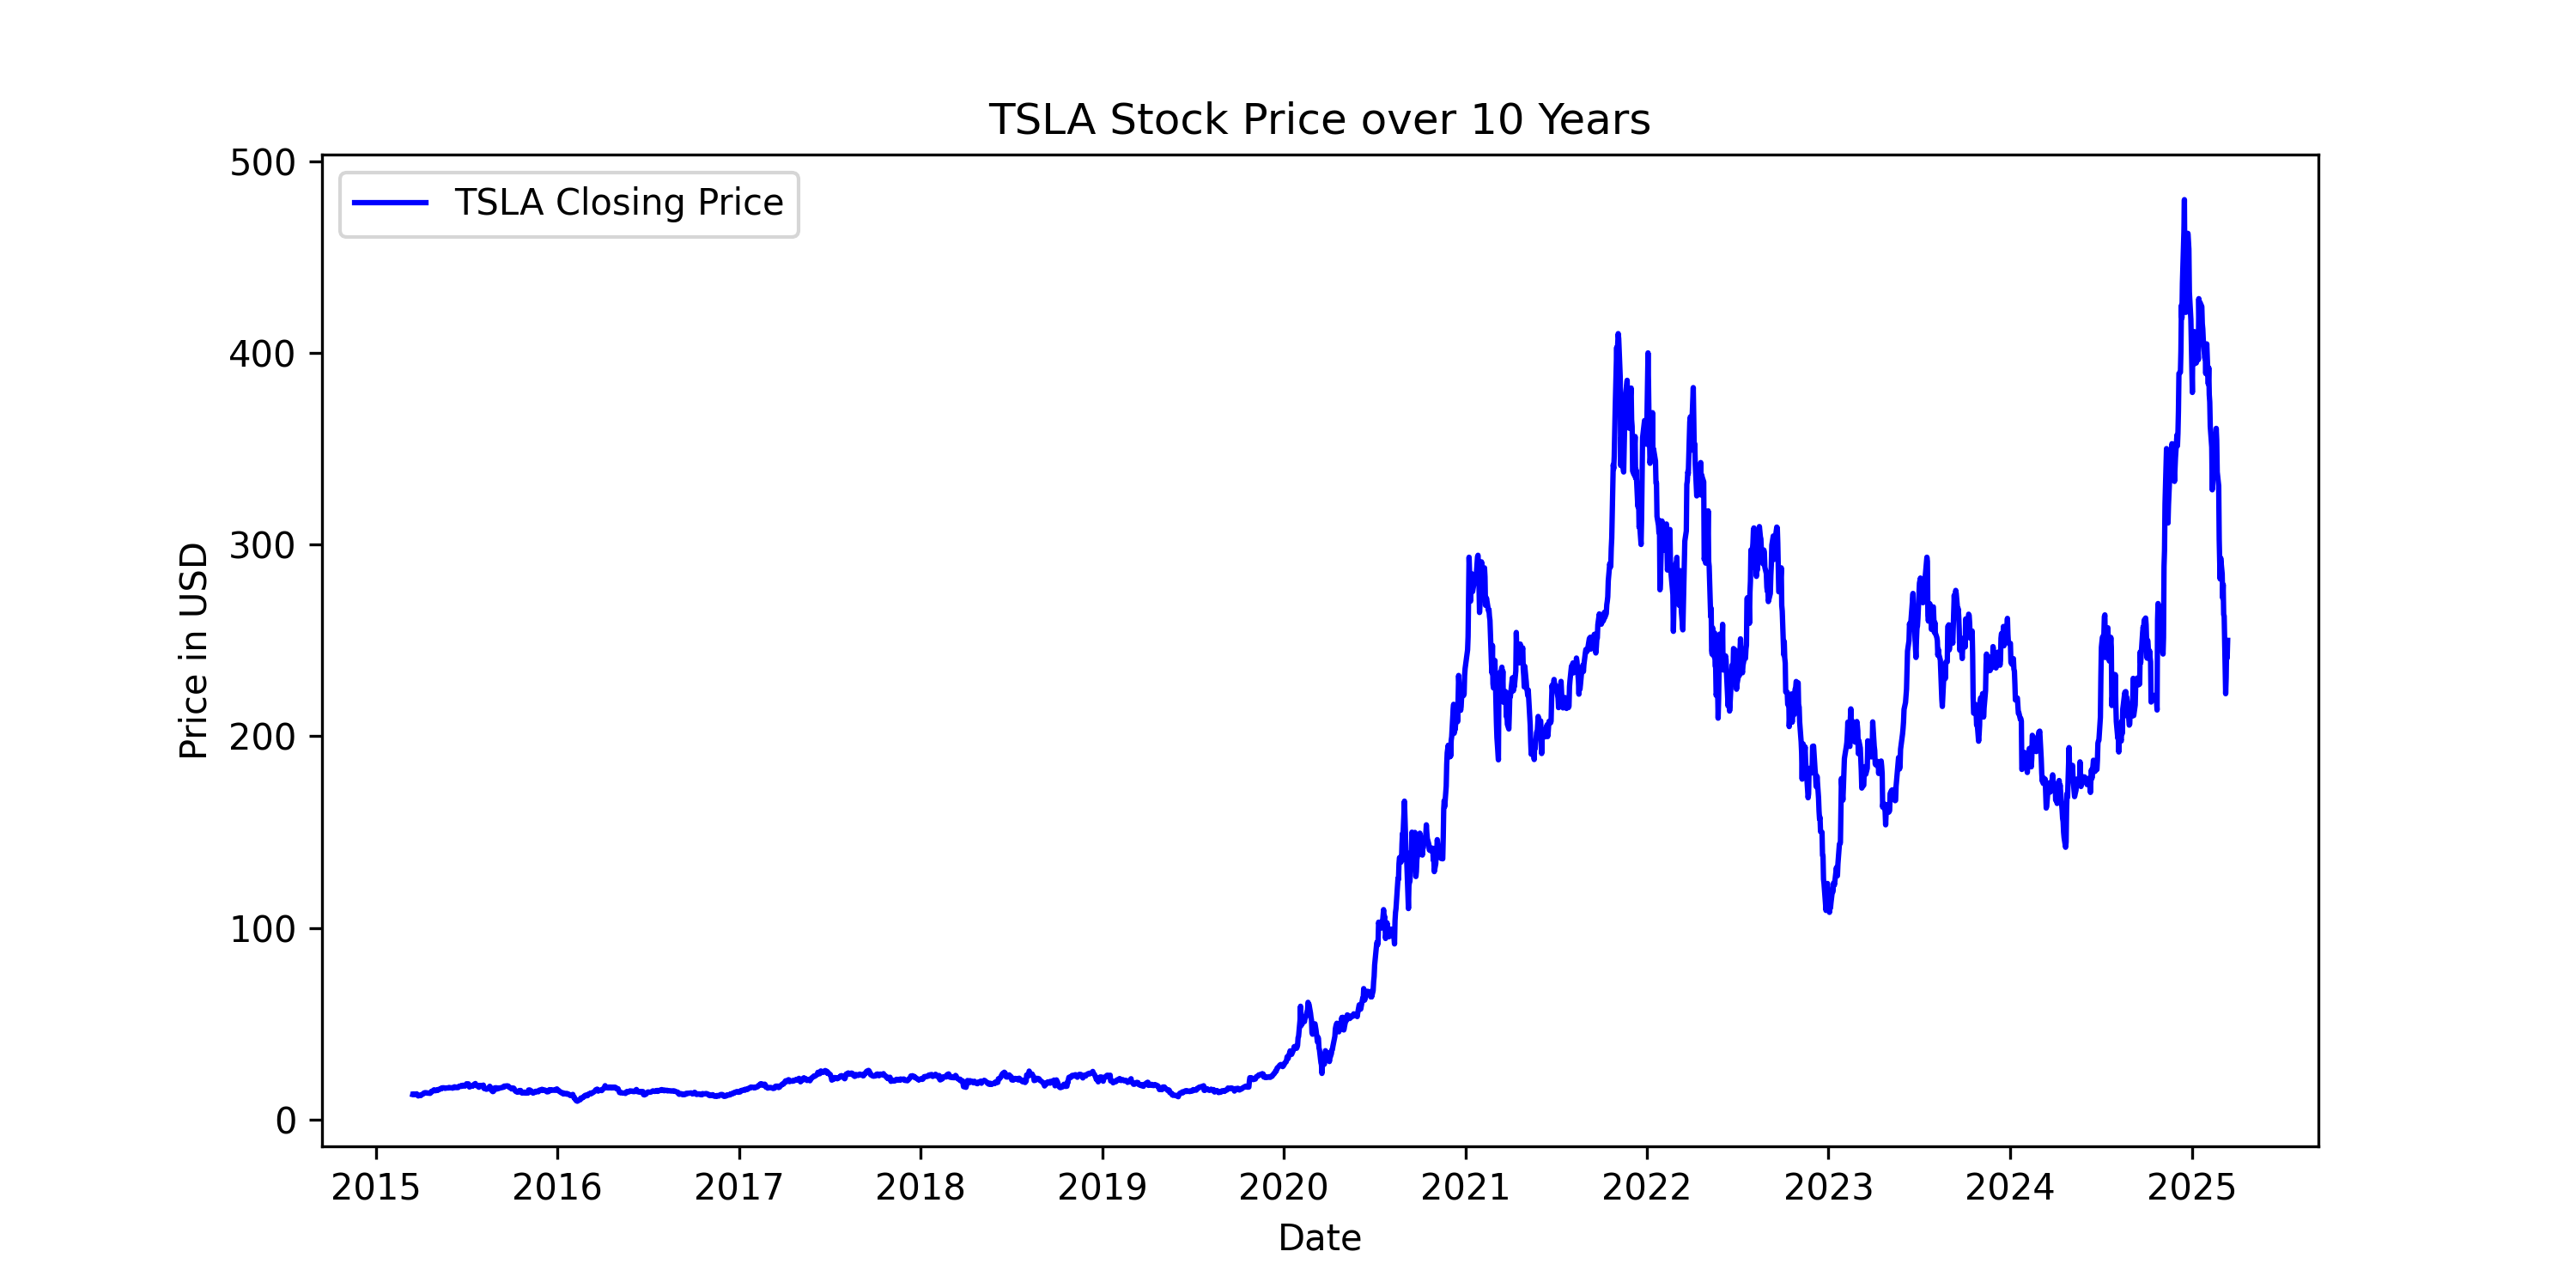 TSLA Stock Price over 10 Years
TSLA Closing Price
Price in USD
500
400
300
200
100
0
2015 2016 2017 2018 2019 2020 2021 2022 2023 2024 2025
Date